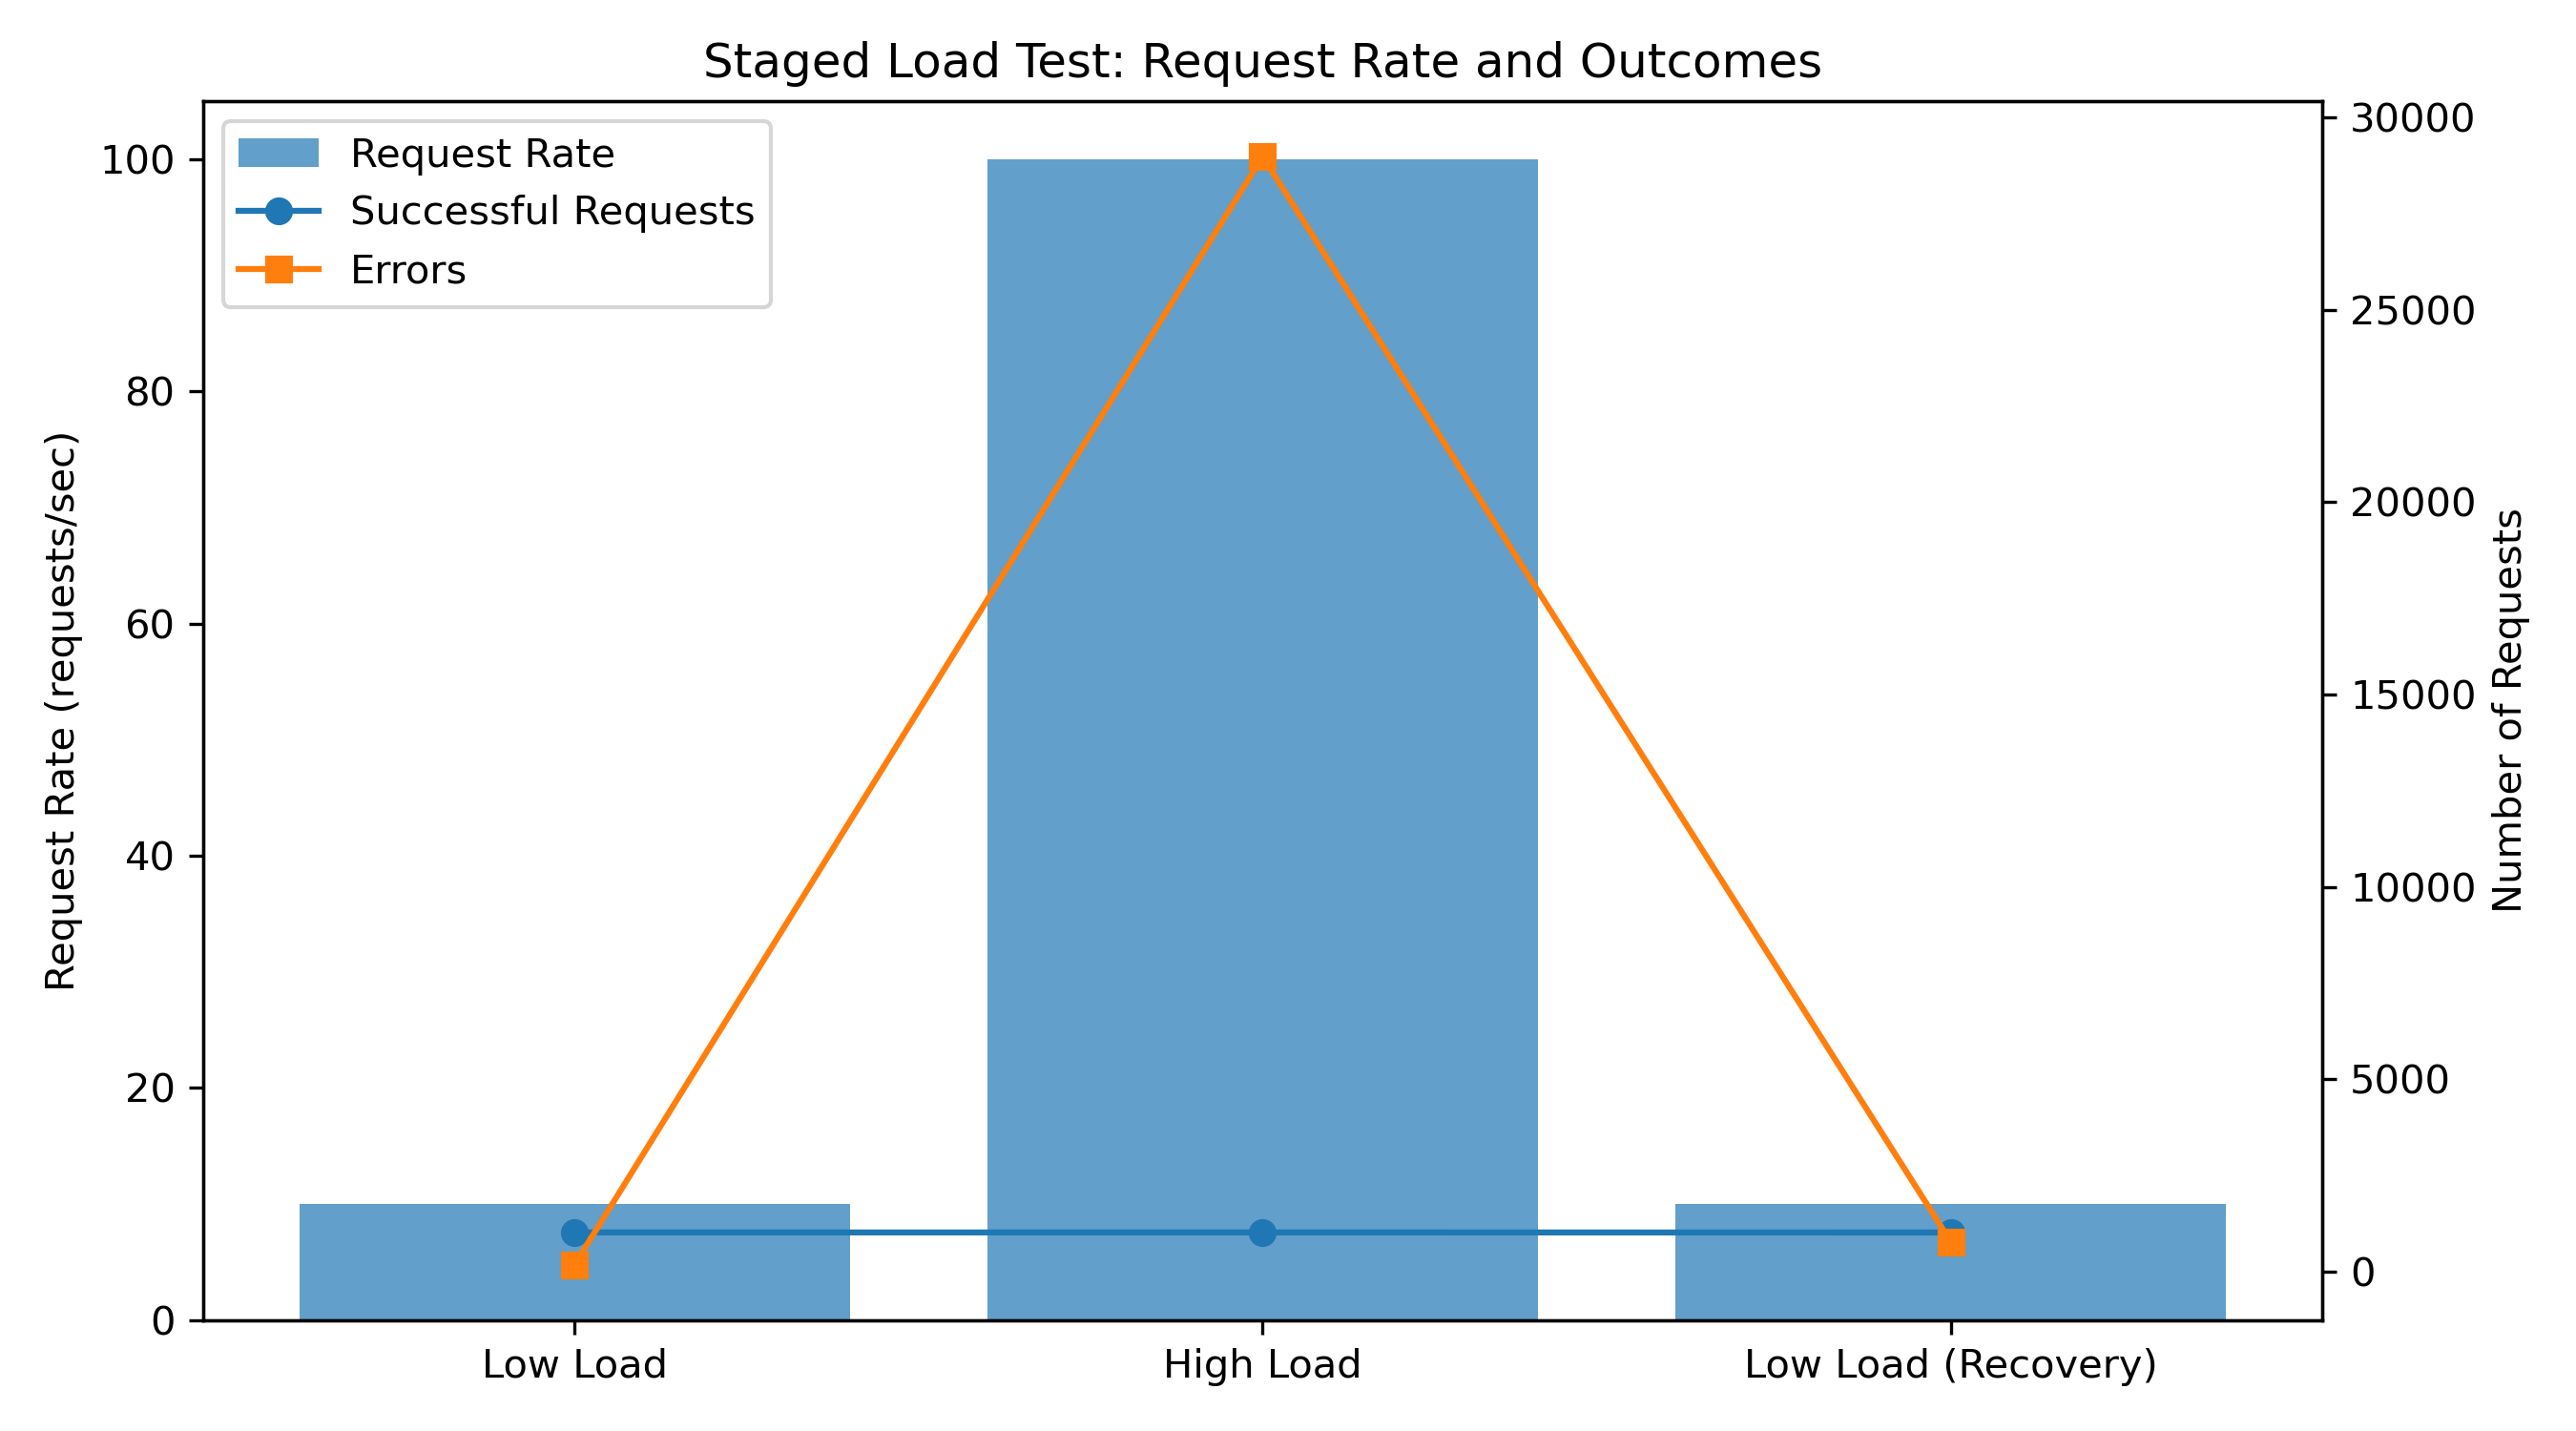 Staged Load Test: Request Rate and Outcomes
Request Rate
Successful Requests
Errors
Request Rate (requests/sec)
100
80
60
40
20
0
30000
25000
20000
15000
10000
5000
0
Number of Requests
Low Load
High Load
Low Load (Recovery)